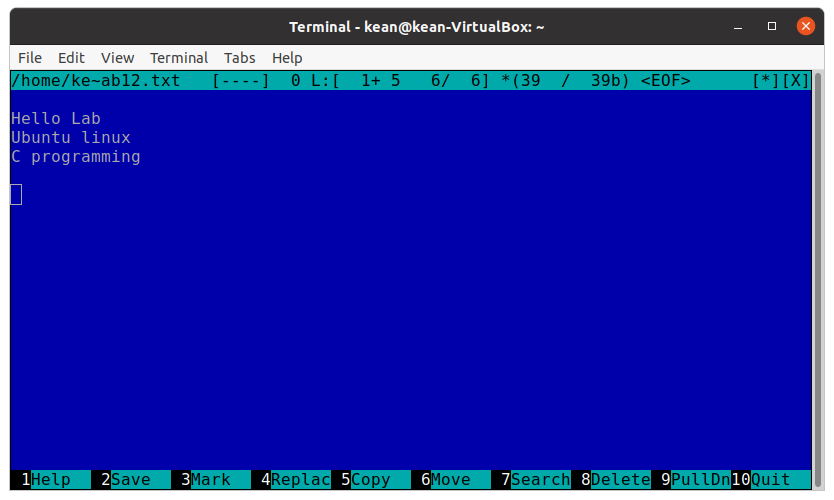 Terminal - kean@kean-VirtualBox: ~
File Edit View Terminal Tabs Help
/home/ke~ab12.txt [----] 0 L:[ 1+ 5 6/ 6] *(39 / 39b) <EOF> [*][X]
Hello Lab
Ubuntu linux
C programming
1Help 2Save 3Mark 4Replac 5Copy 6Move 7Search 8Delete 9PullDn 10Quit